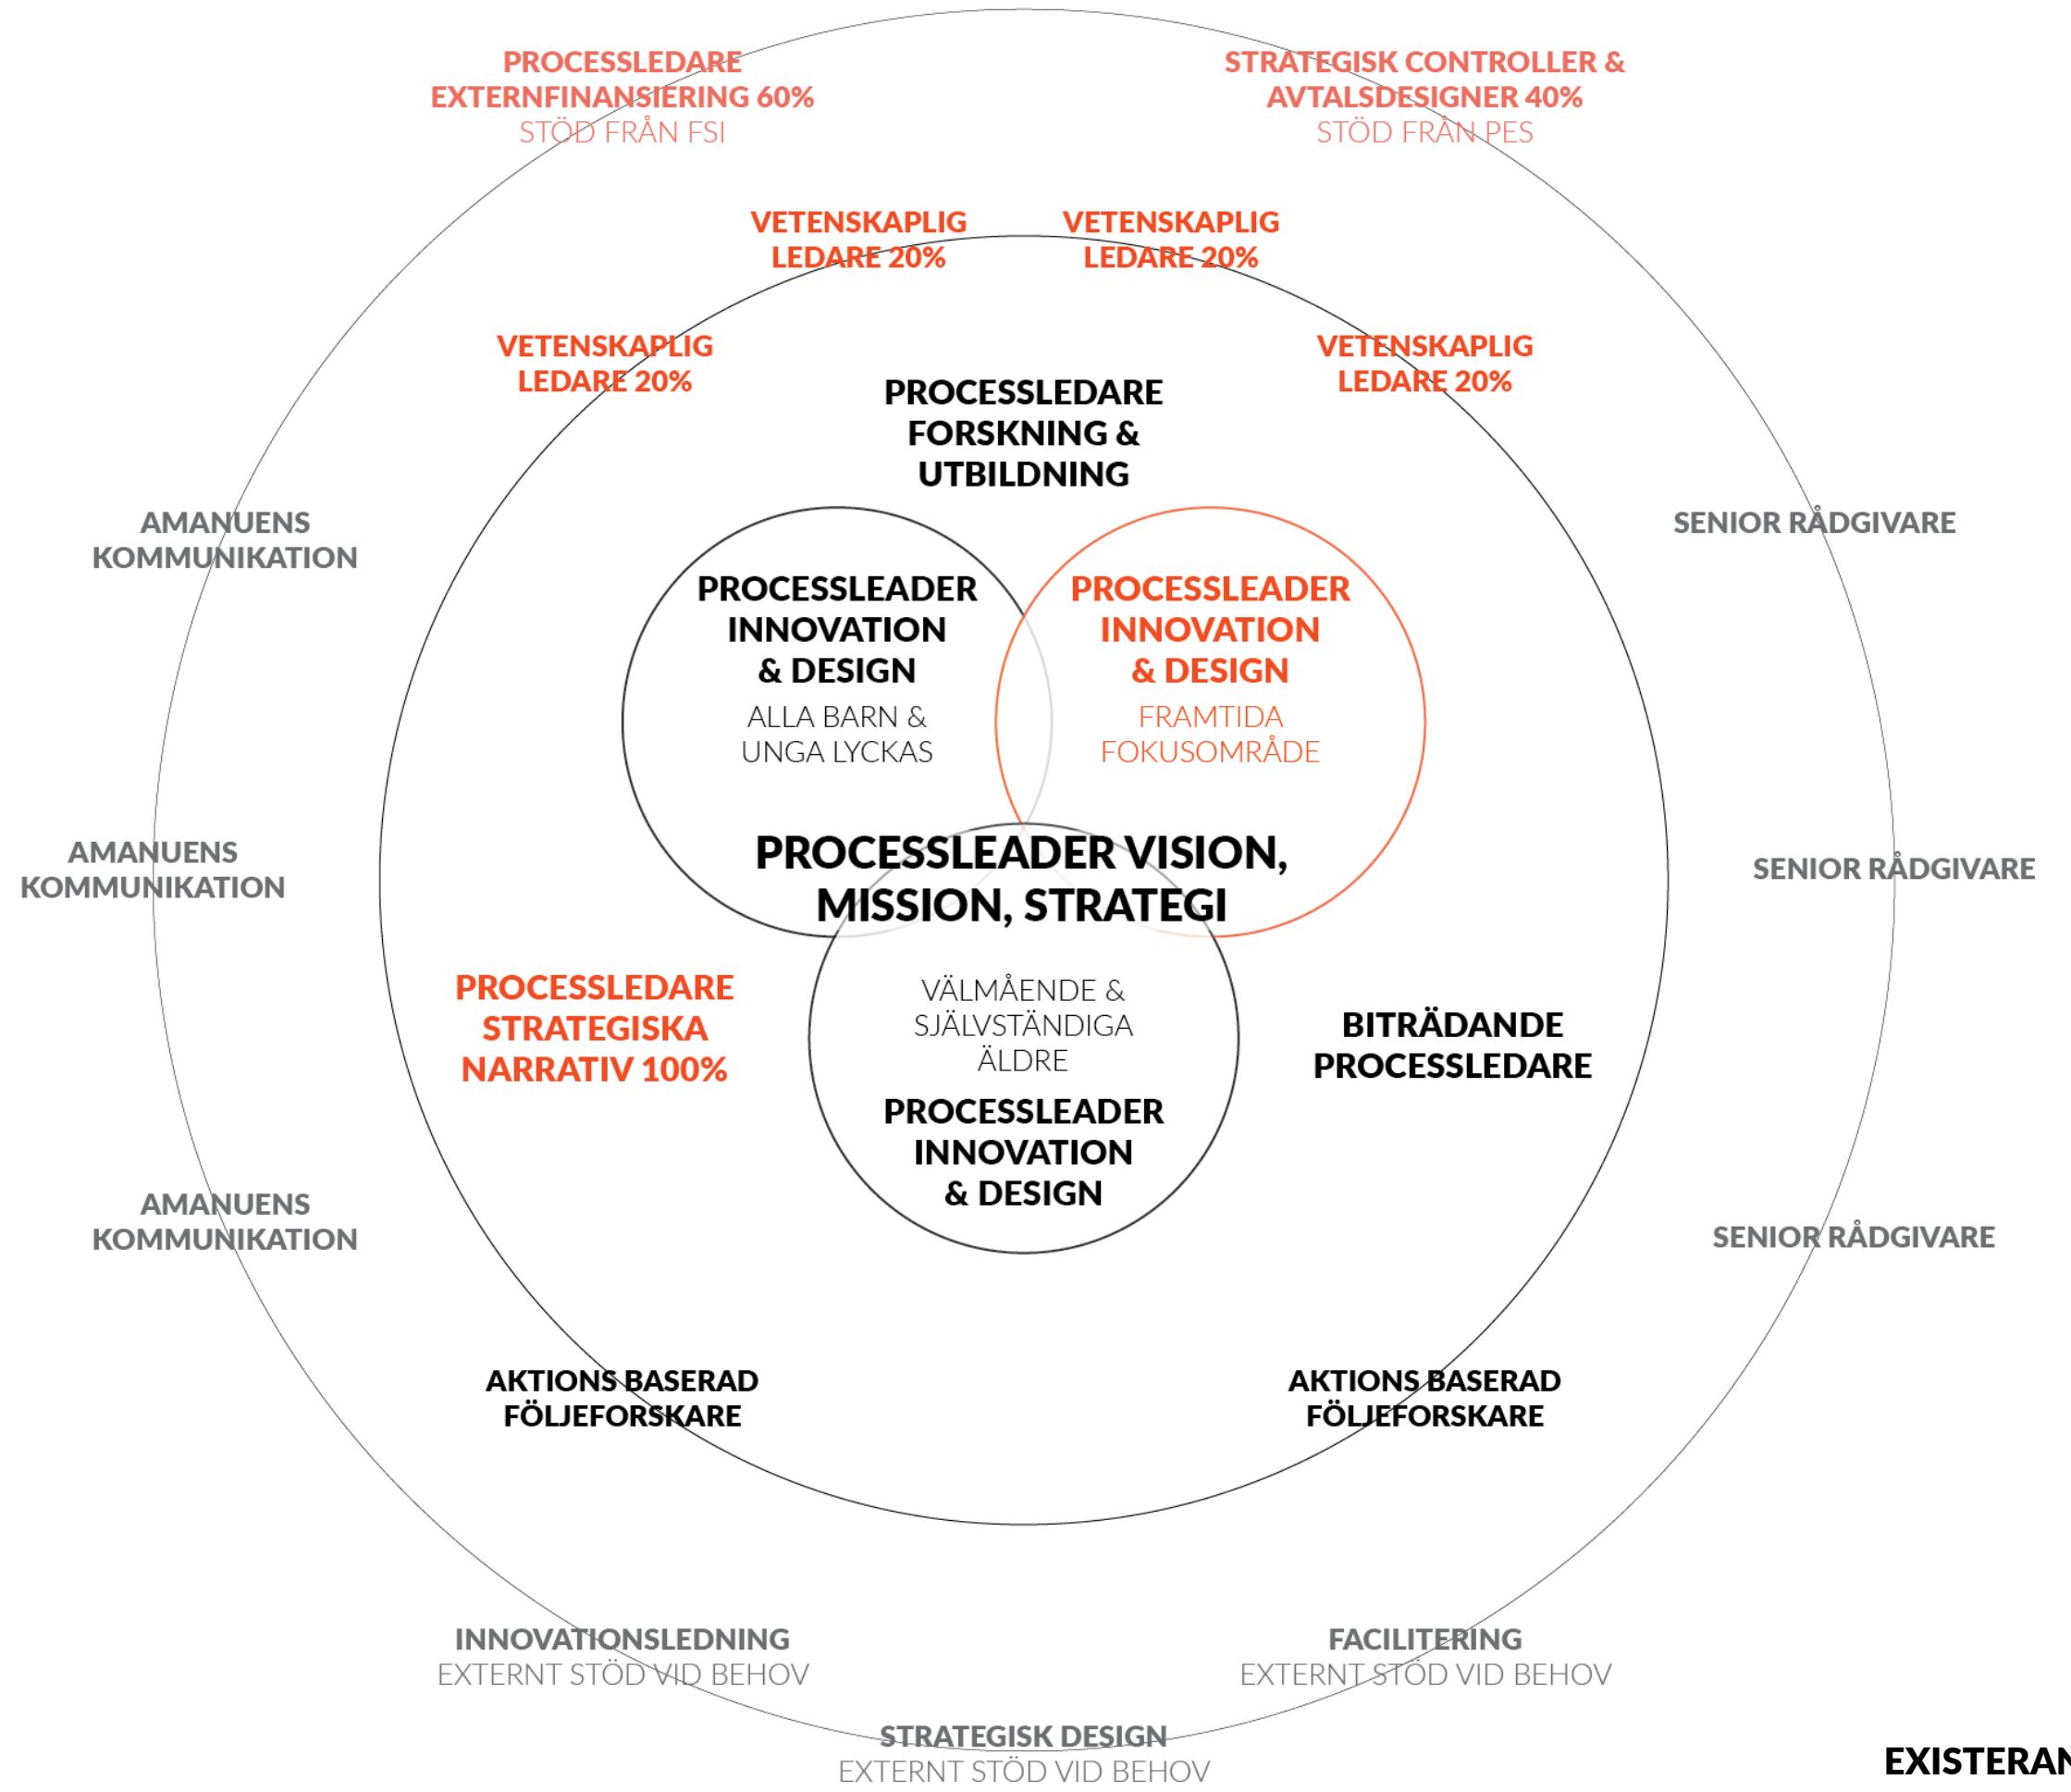 PROCESSLEDARE
EXTERNFINANSIERING 60%
STÖD FRÅN FSI
STRATEGISK CONTROLLER &
AVTALSDESIGNER 40%
STÖD FRÅN PES
VETENSKAPLIG
LEDARE 20%
VETENSKAPLIG
LEDARE 20%
VETENSKAPLIG
LEDARE 20%
VETENSKAPLIG
LEDARE 20%
PROCESSLEDARE
FORSKNING &
UTBILDNING
AMANUENS
KOMMUNIKATION
SENIOR RÅDGIVARE
PROCESSLEADER
INNOVATION
& DESIGN
ALLA BARN &
UNGA LYCKAS
PROCESSLEADER
INNOVATION
& DESIGN
FRAMTIDA
FOKUSOMRÅDE
AMANUENS
KOMMUNIKATION
PROCESSLEADER VISION,
MISSION, STRATEGI
SENIOR RÅDGIVARE
PROCESSLEDARE
STRATEGISKA
NARRATIV 100%
VÄLMÅENDE &
SJÄLVSTÄNDIGA
ÄLDRE
PROCESSLEADER
INNOVATION
& DESIGN
BITRÄDANDE
PROCESSLEDARE
AMANUENS
KOMMUNIKATION
SENIOR RÅDGIVARE
AKTIONS BASERAD
FÖLJEFORSKARE
AKTIONS BASERAD
FÖLJEFORSKARE
INNOVATIONSLEDNING
EXTERNT STÖD VID BEHOV
FACILITERING
EXTERNT STÖD VID BEHOV
STRATEGISK DESIGN
EXTERNT STÖD VID BEHOV